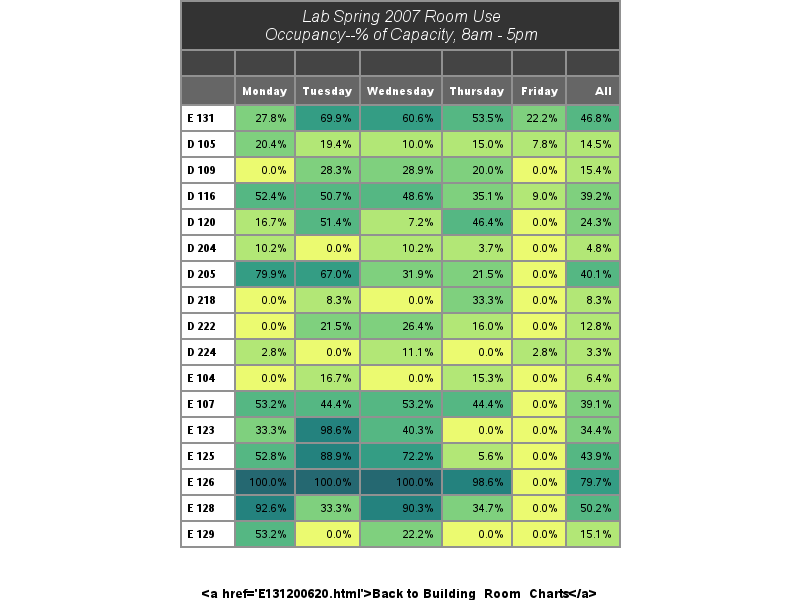 Lab Spring 2007 Room Use
Occupancy--% of Capacity, 8am - 5pm
Monday Tuesday Wednesday Thursday Friday All
E 131 27.8% 69.9% 60.6% 53.5% 22.2% 46.8%
D 105 20.4% 19.4% 10.0% 15.0% 7.8% 14.5%
D 109 0.0% 28.3% 28.9% 20.0% 0.0% 15.4%
D 116 52.4% 50.7% 48.6% 35.1% 9.0% 39.2%
D 120 16.7% 51.4% 7.2% 46.4% 0.0% 24.3%
D 204 10.2% 0.0% 10.2% 3.7% 0.0% 4.8%
D 205 79.9% 67.0% 31.9% 21.5% 0.0% 40.1%
D 218 0.0% 8.3% 0.0% 33.3% 0.0% 8.3%
D 222 0.0% 21.5% 26.4% 16.0% 0.0% 12.8%
D 224 2.8% 0.0% 11.1% 0.0% 2.8% 3.3%
E 104 0.0% 16.7% 0.0% 15.3% 0.0% 6.4%
E 107 53.2% 44.4% 53.2% 44.4% 0.0% 39.1%
E 123 33.3% 98.6% 40.3% 0.0% 0.0% 34.4%
E 125 52.8% 88.9% 72.2% 5.6% 0.0% 43.9%
E 126 100.0% 100.0% 100.0% 98.6% 0.0% 79.7%
E 128 92.6% 33.3% 90.3% 34.7% 0.0% 50.2%
E 129 53.2% 0.0% 22.2% 0.0% 0.0% 15.1%
<a href='E131200620.html'>Back to Building_Room_Charts</a>